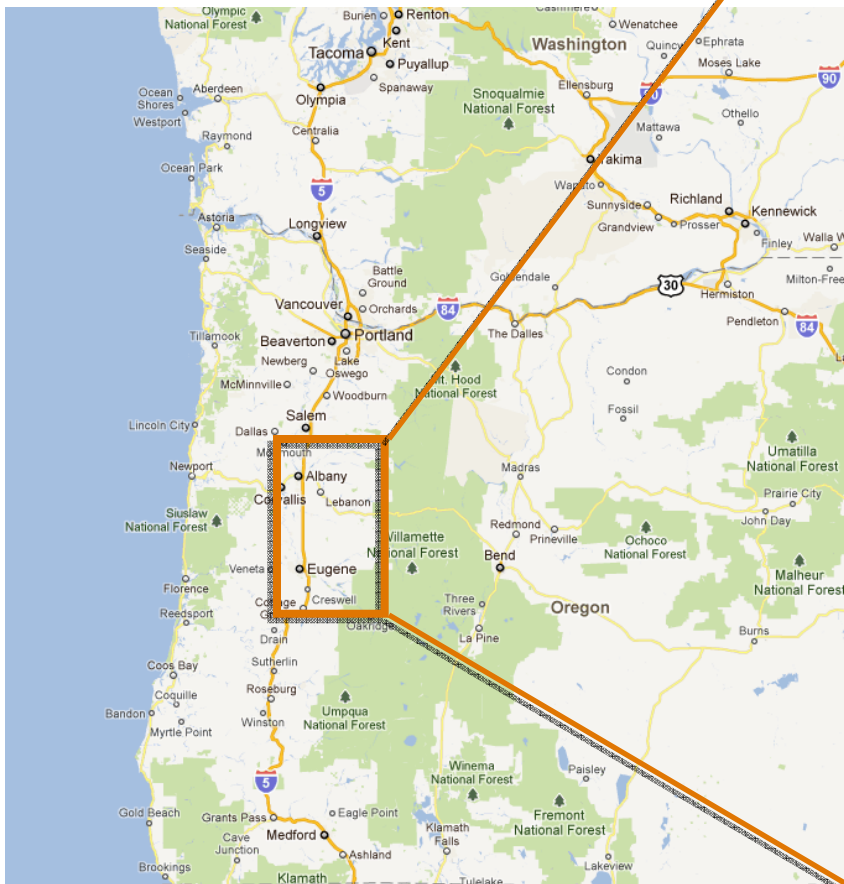 Olympic
National Forest
Burien
Renton
Kent
Tacoma
Puyallup
Spanaway
Olympia
Ocean
Shores
Aberdeen
Westport
Raymond
Centralia
Ocean Park
5
Astoria
Longview
Seaside
Cashmere
Wenatchee
Washington
Quincy
Ephrata
Moses Lake
90
90
Ellensburg
Snoqualmie
National Forest
Othello
Mattawa
Yakima
Wapato
Sunnyside
Richland
Kennewick
Grandview
Prosser
Finley
Walla W
Battle
Ground
Goldendale
30
Milton-Free
Hermiston
Vancouver
Orchards
84
Pendleton
84
Portland
Beaverton
The Dalles
Tillamook
Newberg
Lake
Oswego
McMinnville
Woodburn
Mt. Hood
National Forest
Condon
Fossil
Salem
Lincoln City
Dallas
Monmouth
Umatilla
National Forest
Newport
Albany
Corvallis
Lebanon
Madras
Prairie City
John Day
Siuslaw
National Forest
Redmond
Prineville
Ochoco
National Forest
Willamette
National Forest
Bend
Veneta
Eugene
Malheur
National Forest
Florence
Creswell
Cottage
Gr
Three
Rivers
Oregon
Reedsport
Oakridge
Drain
La Pine
Burns
Sutherlin
Coos Bay
Roseburg
Coquille
Bandon
Winston
Myrtle Point
Umpqua
National Forest
5
Winema
National Forest
Paisley
Gold Beach
Grants Pass
Eagle Point
Fremont
National Forest
Medford
Cave
Junction
Klamath
Falls
Ashland
Lakeview
Brookings
Klamath
Tulelake